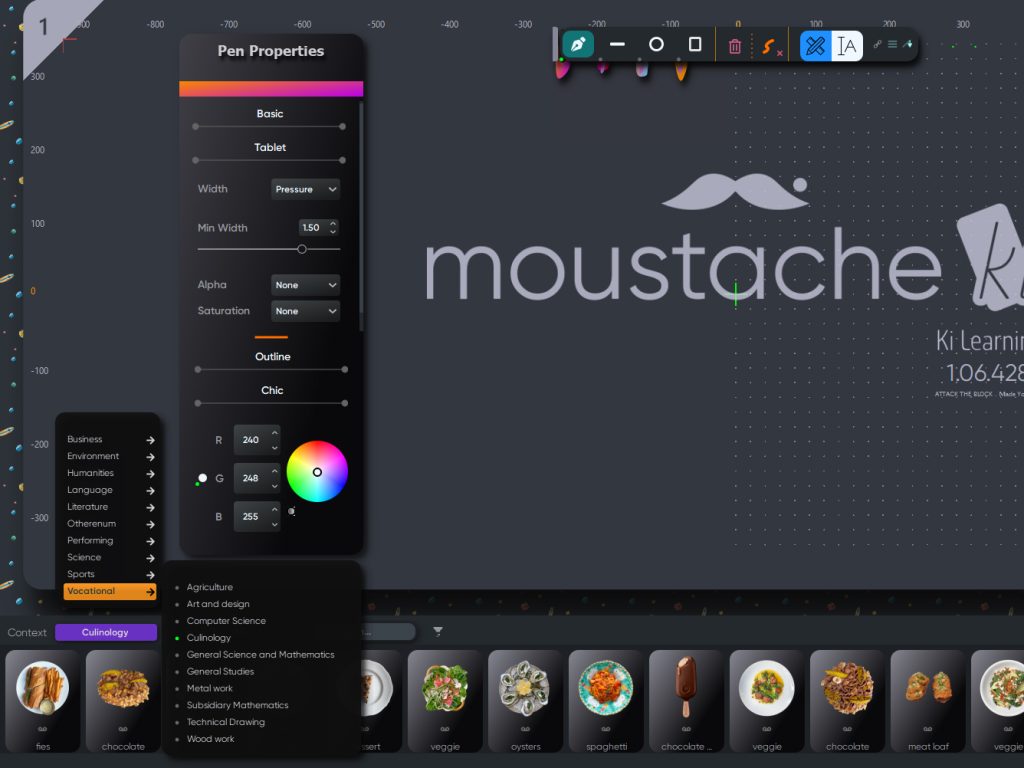 1
-900 -800 -700 -600 -500 -400 -300 -200 -100 0 100 200 300
300
200
100
0
-100
-200
-300
Pen Properties
Basic
Tablet
Width Pressure
Min Width 1.50
Alpha None
Saturation None
Outline
Chic
R 240
G 248
B 255
A
moustache
k
Ki Learnin
1.06.428
ATTACK THE BLOCK
Business
Environment
Humanities
Language
Literature
Otherenum
Performing
Science
Sports
Vocational
Agriculture
Art and design
Computer Science
Culinology
General Science and Mathematics
General Studies
Metal work
Subsidiary Mathematics
Technical Drawing
Wood work
Context Culinology
fies
chocolate
ssert
veggie
oysters
spaghetti
chocolate ...
veggie
chocolate
meat loaf
veggie